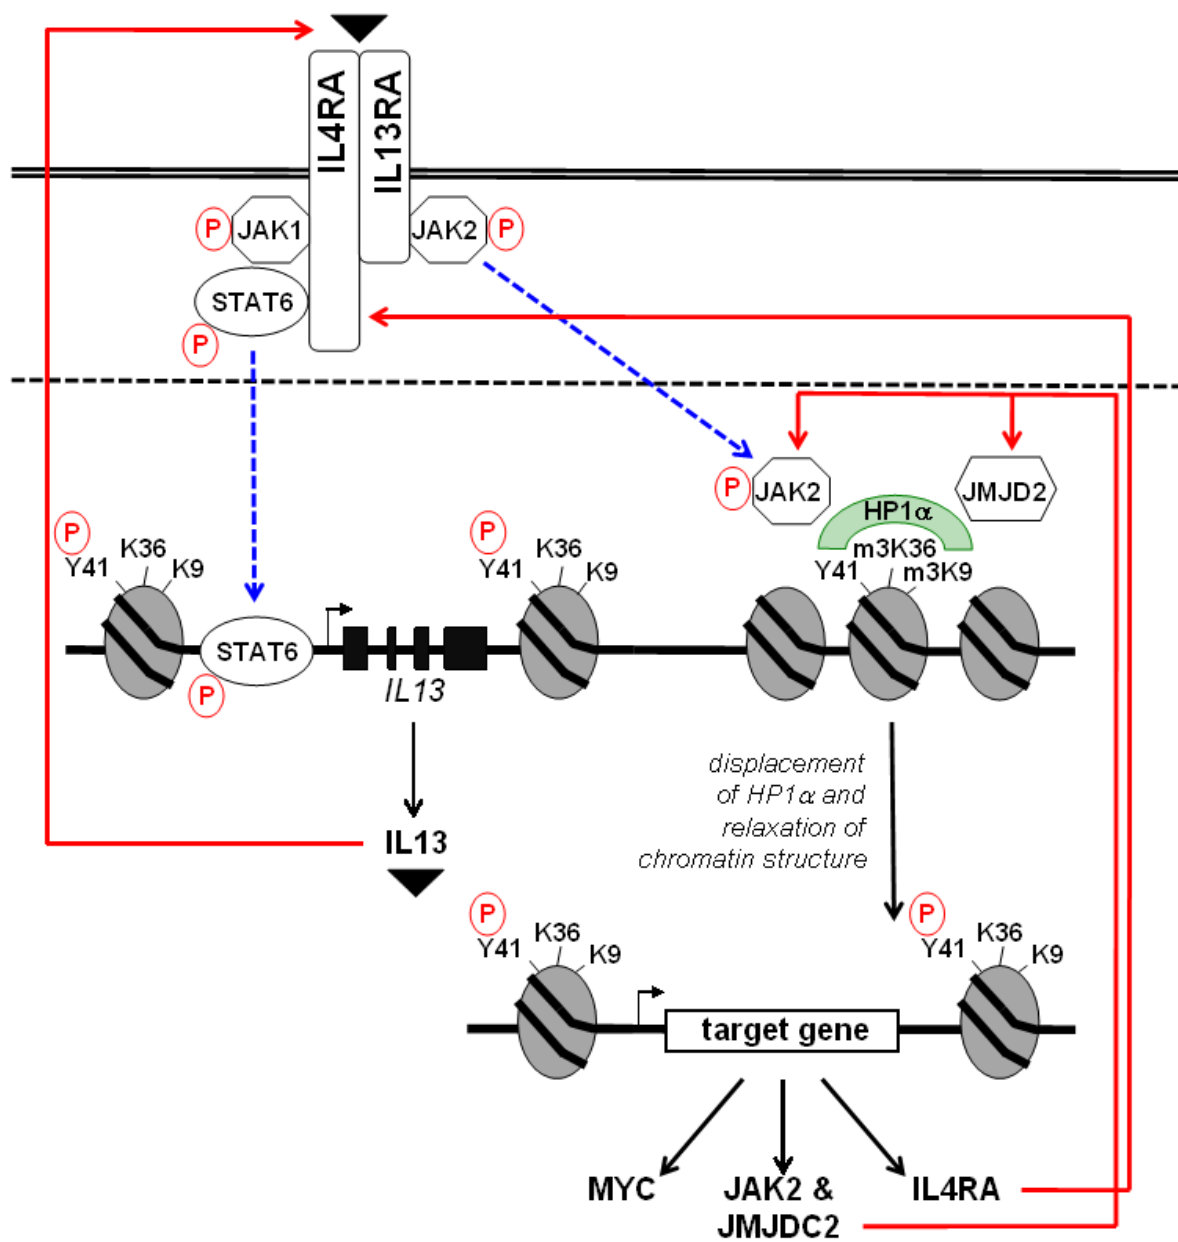 IL4RA
IL13RA
P
JAK1
JAK2
P
STAT6
P
P
JAK2
JMJD2
HP1α
P
Y41
K36
K9
P
Y41
K36
K9
m3K36
Y41
m3K9
STAT6
P
IL13
displacement
of HP1α and
relaxation of
chromatin structure
IL13
P
Y41
K36
K9
P
Y41
K36
K9
target gene
MYC
JAK2 &
JMJDC2
IL4RA